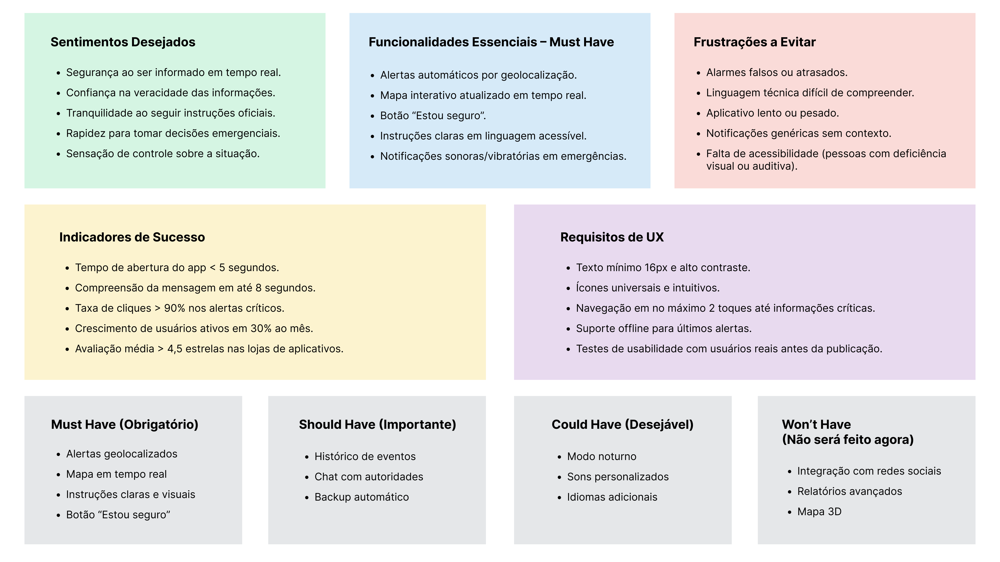 Sentimentos Desejados
• Segurança ao ser informado em tempo real.
• Confiança na veracidade das informações.
• Tranquilidade ao seguir instruções oficiais.
• Rapidez para tomar decisões emergenciais.
• Sensação de controle sobre a situação.
Funcionalidades Essenciais – Must Have
• Alertas automáticos por geolocalização.
• Mapa interativo atualizado em tempo real.
• Botão “Estou seguro”.
• Instruções claras em linguagem acessível.
• Notificações sonoras/vibratórias em emergências.
Frustrações a Evitar
• Alarmes falsos ou atrasados.
• Linguagem técnica difícil de compreender.
• Aplicativo lento ou pesado.
• Notificações genéricas sem contexto.
• Falta de acessibilidade (pessoas com deficiência
visual ou auditiva).
Indicadores de Sucesso
• Tempo de abertura do app < 5 segundos.
• Compreensão da mensagem em até 8 segundos.
• Taxa de cliques > 90% nos alertas críticos.
• Crescimento de usuários ativos em 30% ao mês.
• Avaliação média > 4,5 estrelas nas lojas de aplicativos.
Requisitos de UX
• Texto mínimo 16px e alto contraste.
• Ícones universais e intuitivos.
• Navegação em no máximo 2 toques até informações críticas.
• Suporte offline para últimos alertas.
• Testes de usabilidade com usuários reais antes da publicação.
Must Have (Obrigatório)
• Alertas geolocalizados
• Mapa em tempo real
• Instruções claras e visuais
• Botão “Estou seguro”
Should Have (Importante)
• Histórico de eventos
• Chat com autoridades
• Backup automático
Could Have (Desejável)
• Modo noturno
• Sons personalizados
• Idiomas adicionais
Won’t Have
(Não será feito agora)
• Integração com redes sociais
• Relatórios avançados
• Mapa 3D